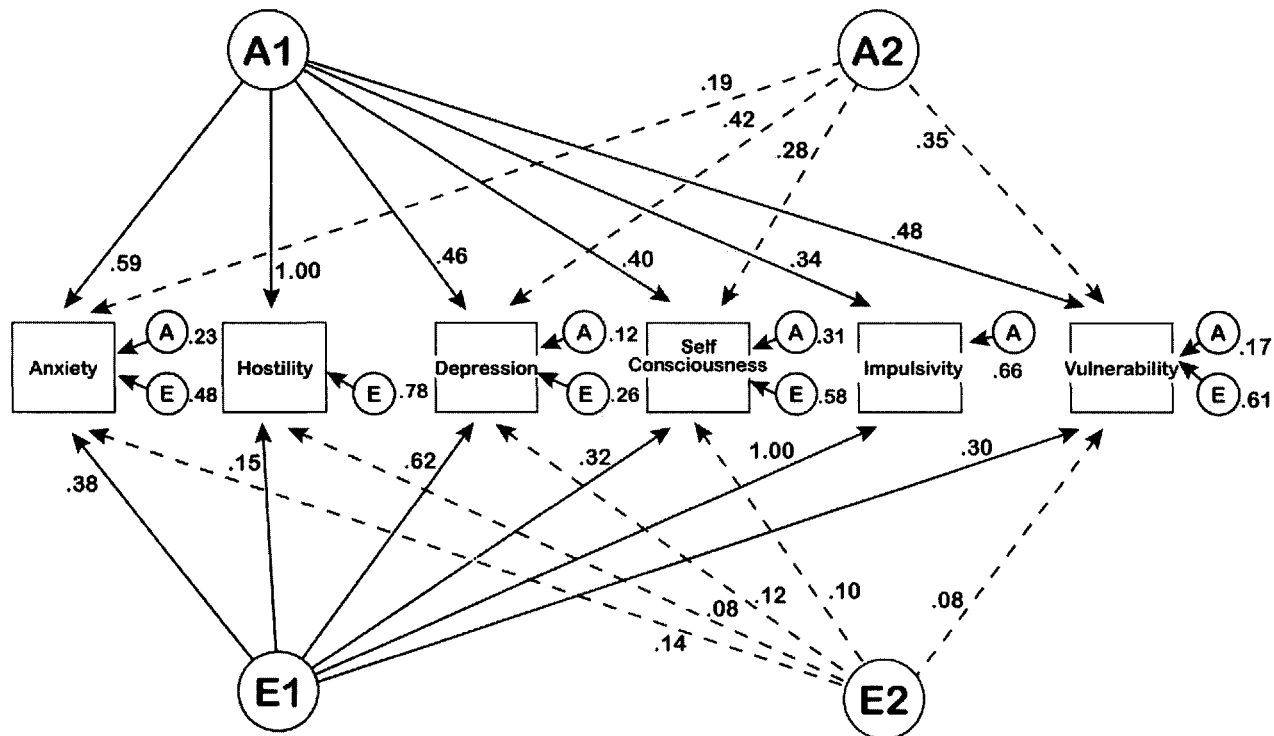 A1
A2
.19
.42
.28
.35
.59
1.00
.46
.40
.34
.48
Anxiety
A
.23
E
.48
Hostility
E
.78
Depression
A
.12
E
.26
Self
Consciousness
A
.31
E
.58
Impulsivity
A
.66
Vulnerability
A
.17
E
.61
.38
.15
.62
.32
1.00
.30
.14
.08
.12
.10
.08
E1
E2